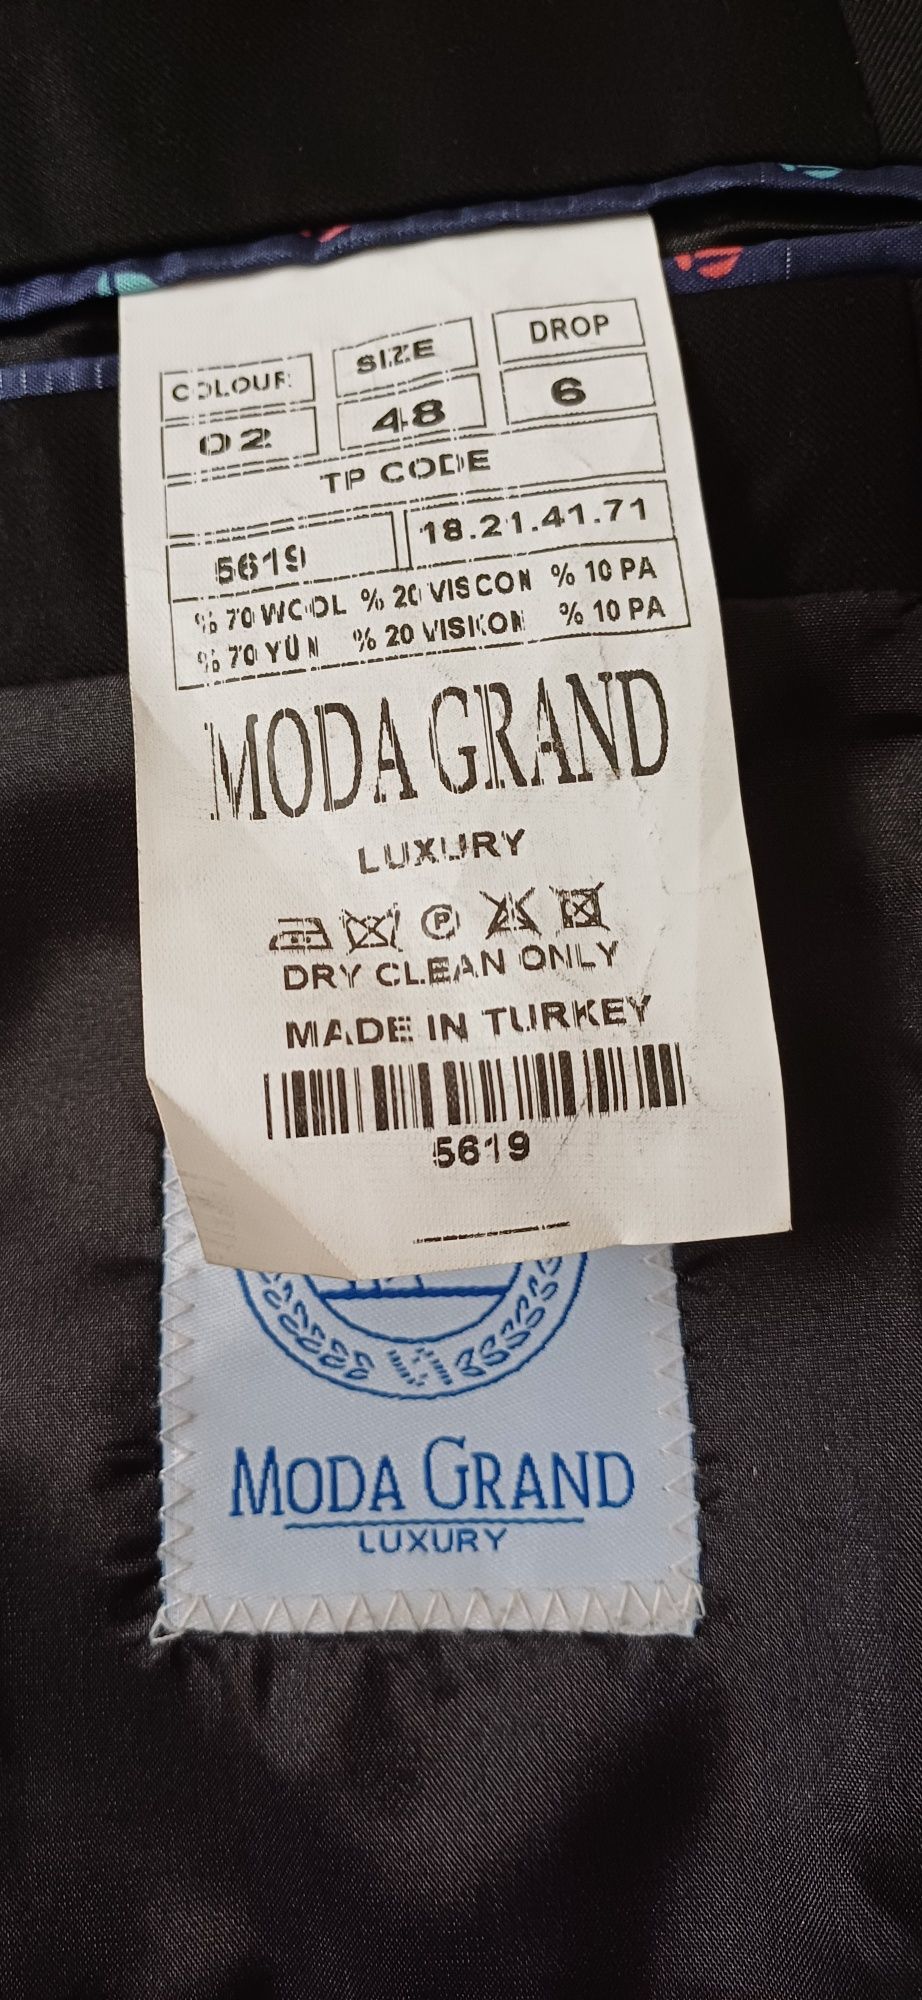 COLOUR SIZE DROP
02 48 6
TP CODE
5619 18.21.41.71
% 70 WOOL % 20 VISCON % 10 PA
% 70 YÜN % 20 VISKON % 10 PA
MODA GRAND
LUXURY
P
DRY CLEAN ONLY
MADE IN TURKEY
5619
MODA GRAND
LUXURY